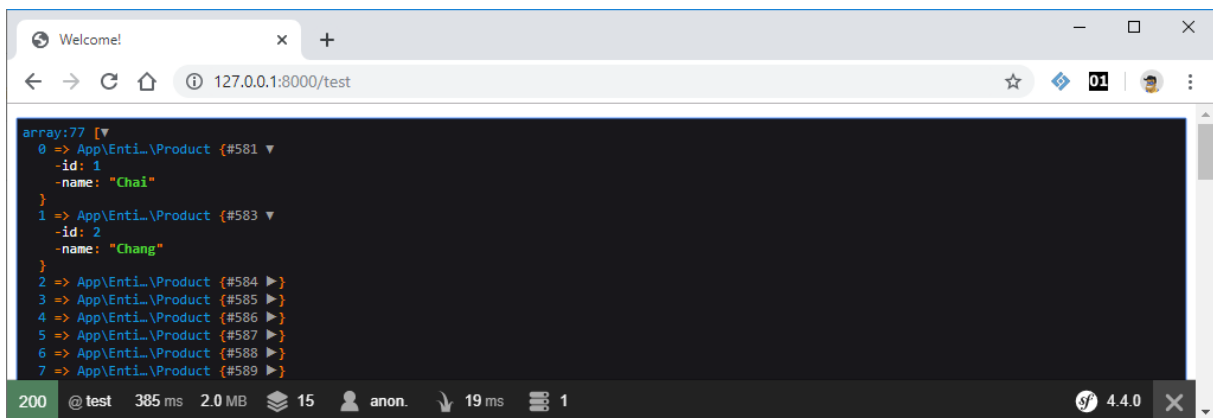 Welcome!
127.0.0.1:8000/test
01
array:77 [▼
0 => App\Enti…\Product {#581 ▼
-id: 1
-name: "Chai"
}
1 => App\Enti…\Product {#583 ▼
-id: 2
-name: "Chang"
}
2 => App\Enti…\Product {#584 ▶}
3 => App\Enti…\Product {#585 ▶}
4 => App\Enti…\Product {#586 ▶}
5 => App\Enti…\Product {#587 ▶}
6 => App\Enti…\Product {#588 ▶}
7 => App\Enti…\Product {#589 ▶}
200 @ test 385 ms 2.0 MB 15 anon. 19 ms 1 sf 4.4.0